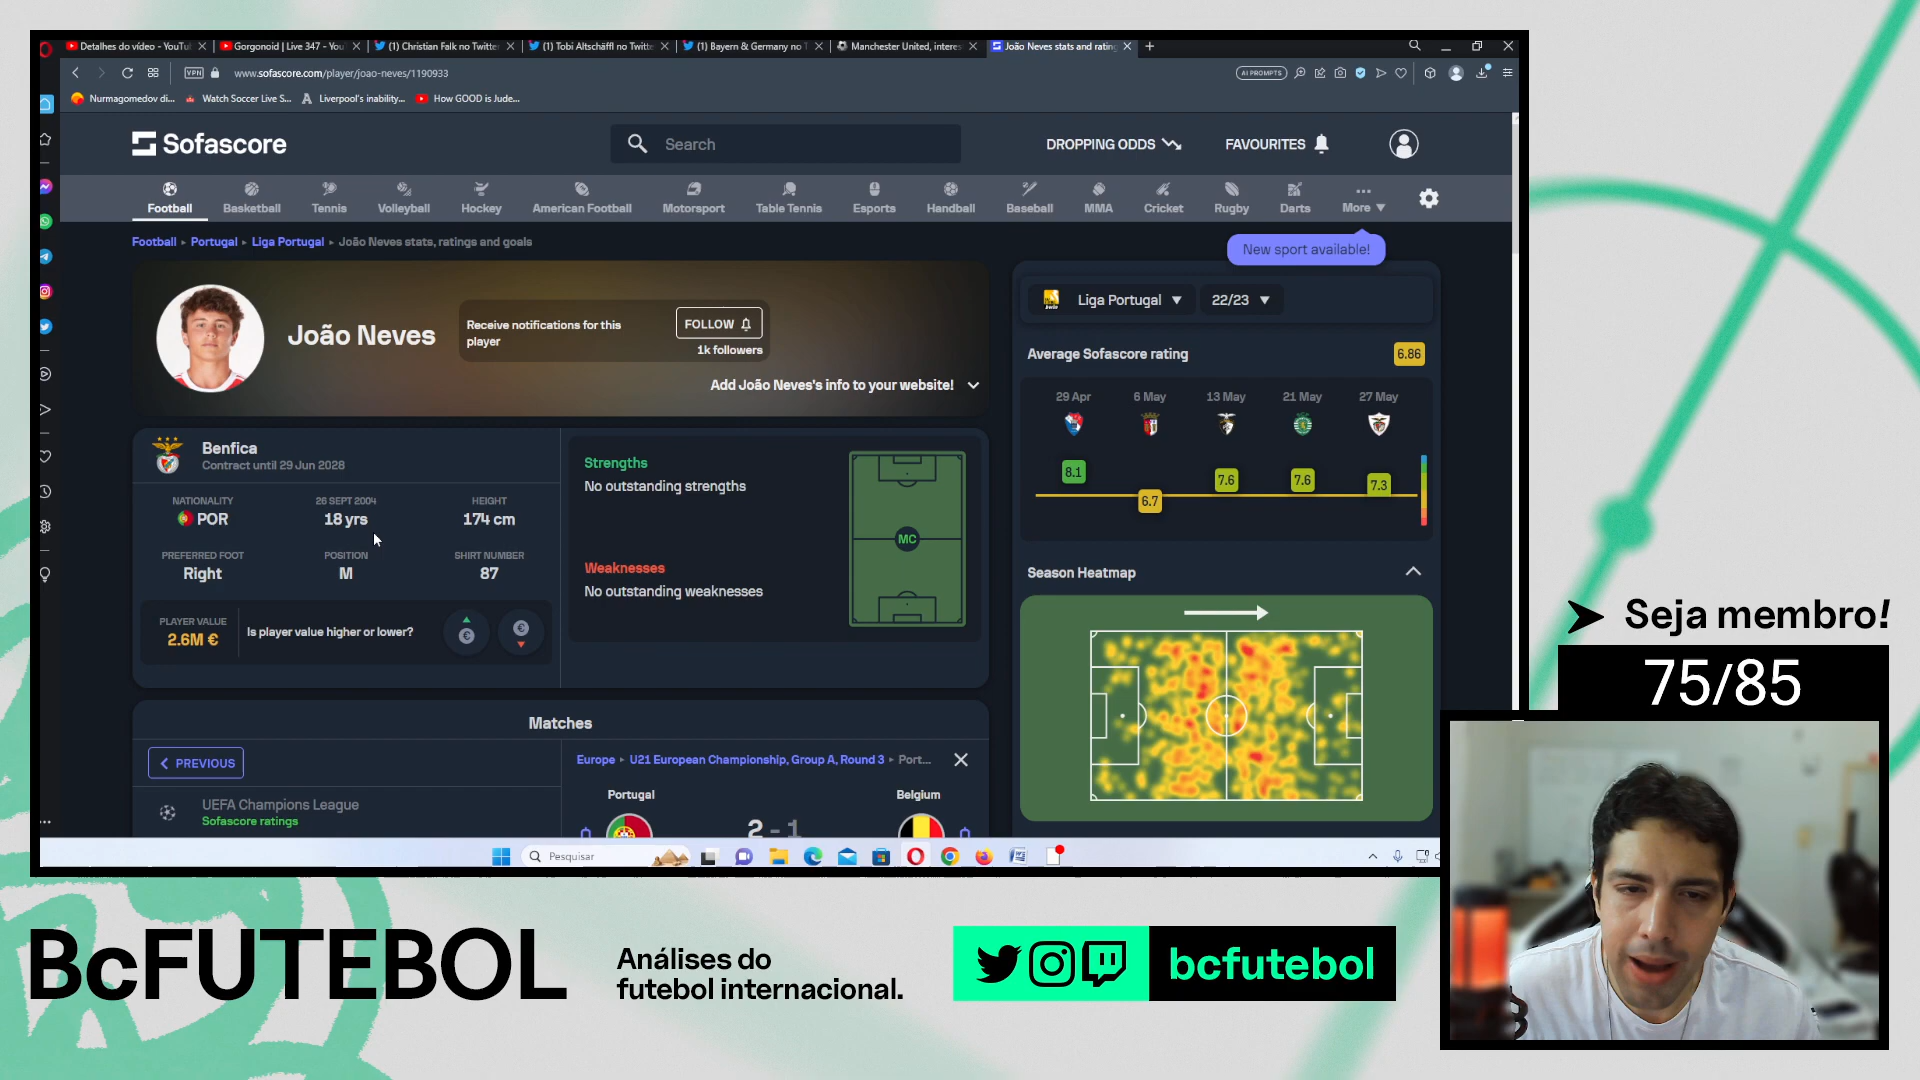 Detalhes do vídeo - YouTu
Gorgonoid | Live 347 - You
(1) Christian Falk no Twitte
(1) Tobi Altschäffl no Twitte
(1) Bayern & Germany no T
Manchester United, interes
João Neves stats and rating
VPN
www.sofascore.com/player/joao-neves/1190933
AI PROMPTS
Nurmagomedov di...
Watch Soccer Live S...
Liverpool's inability...
How GOOD is Jude...
Sofascore
Search
DROPPING ODDS
FAVOURITES
Football
Basketball
Tennis
Volleyball
Hockey
American Football
Motorsport
Table Tennis
Esports
Handball
Baseball
MMA
Cricket
Rugby
Darts
More
Football
Portugal
Liga Portugal
João Neves stats, ratings and goals
New sport available!
João Neves
Receive notifications for this
player
FOLLOW
1k followers
Add João Neves's info to your website!
Liga Portugal
22/23
Average Sofascore rating
6.86
29 Apr
6 May
13 May
21 May
27 May
8.1
6.7
7.6
7.6
7.3
Benfica
Contract until 29 Jun 2028
NATIONALITY
POR
26 SEPT 2004
18 yrs
HEIGHT
174 cm
PREFERRED FOOT
Right
POSITION
M
SHIRT NUMBER
87
Strengths
No outstanding strengths
Weaknesses
No outstanding weaknesses
MC
PLAYER VALUE
2.6M €
Is player value higher or lower?
Season Heatmap
Matches
PREVIOUS
Europe
U21 European Championship, Group A, Round 3
Port...
UEFA Champions League
Sofascore ratings
Portugal
2 - 1
Belgium
Pesquisar
Seja membro!
75/85
BcFUTEBOL
Análises do
futebol internacional.
bcfutebol